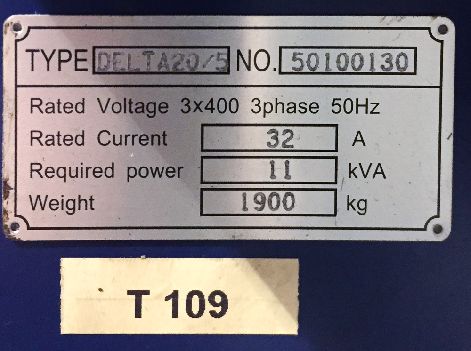 TYPE DELTA20/5 NO. 50100130
Rated Voltage 3x400 3phase 50Hz
Rated Current 32 A
Required power 11 kVA
Weight 1900 kg
T 109